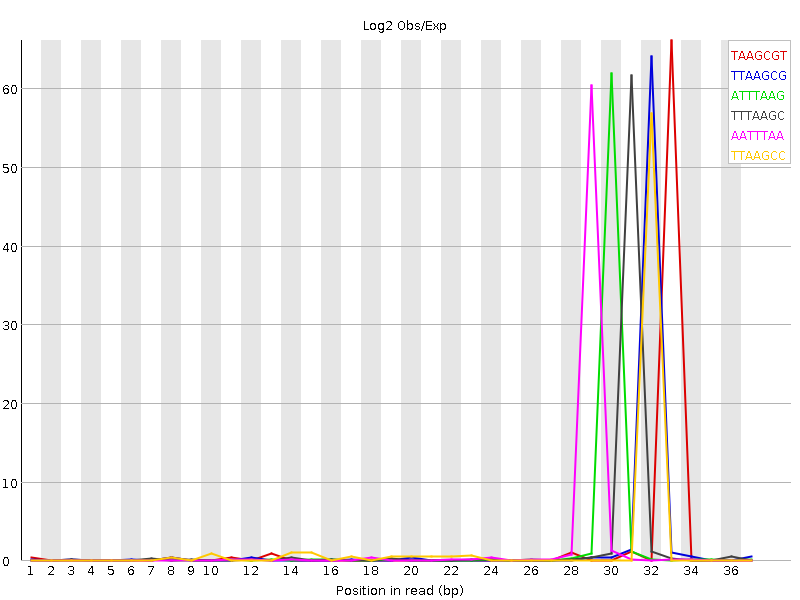 Log2 Obs/Exp
TAAGCGT
TTAAGCG
ATTTAAG
TTTAAGC
AATTTAA
TTAAGCC
60
50
40
30
20
10
0
1 2 3 4 5 6 7 8 9 10 12 14 16 18 20 22 24 26 28 30 32 34 36
Position in read (bp)